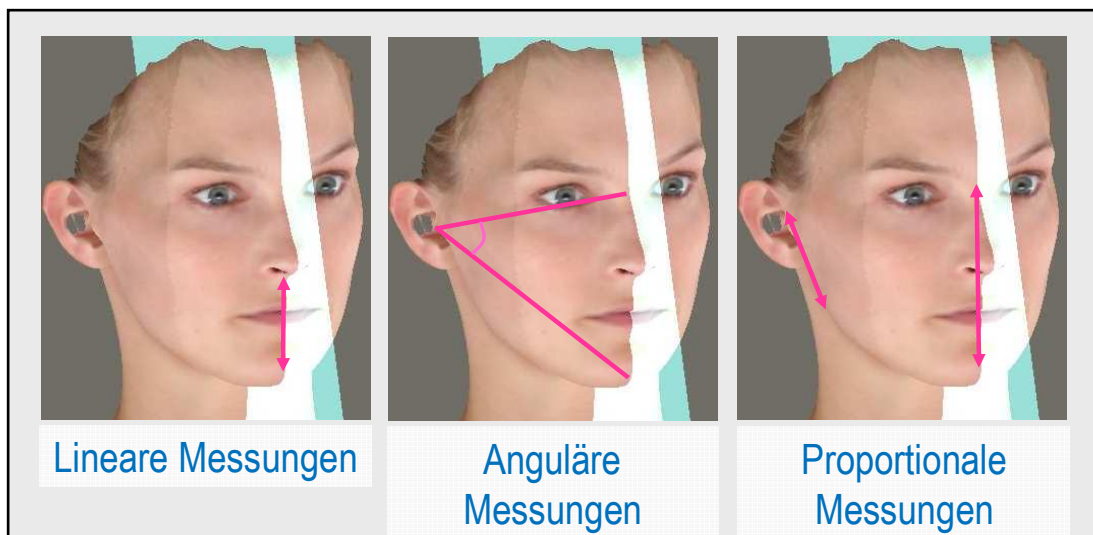 Lineare Messungen
Anguläre
Messungen
Proportionale
Messungen